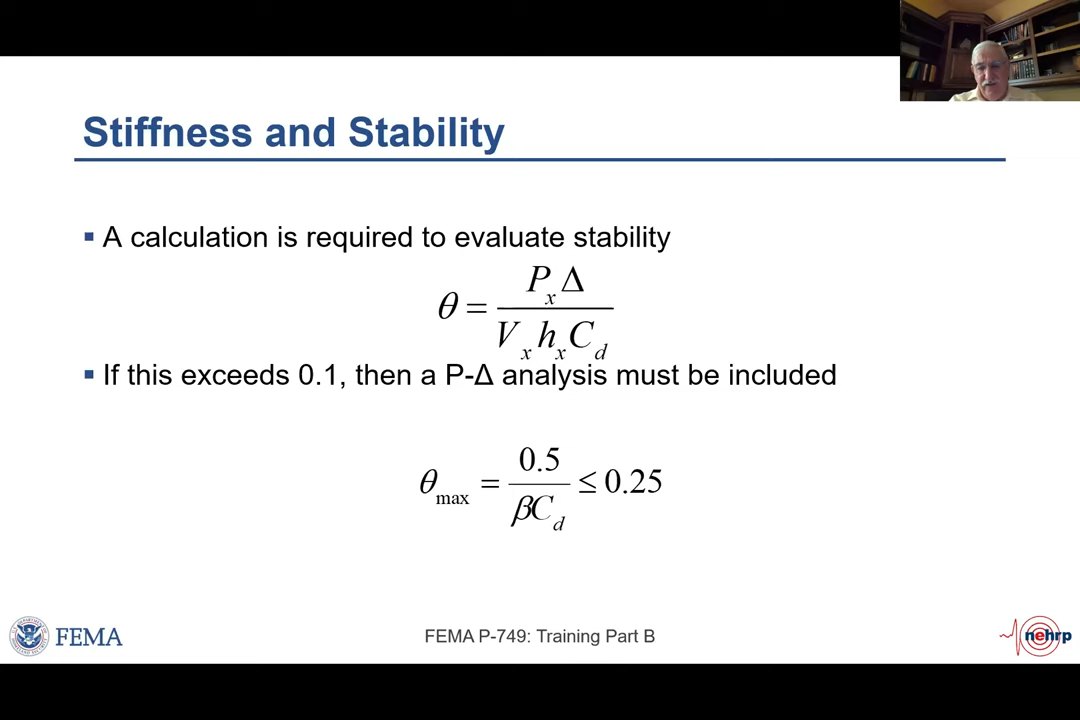 Stiffness and Stability
▪ A calculation is required to evaluate stability
θ = PₓΔ / VₓhₓC_d
▪ If this exceeds 0.1, then a P-Δ analysis must be included
θ_max = 0.5 / βC_d ≤ 0.25
FEMA
FEMA P-749: Training Part B
nehrp